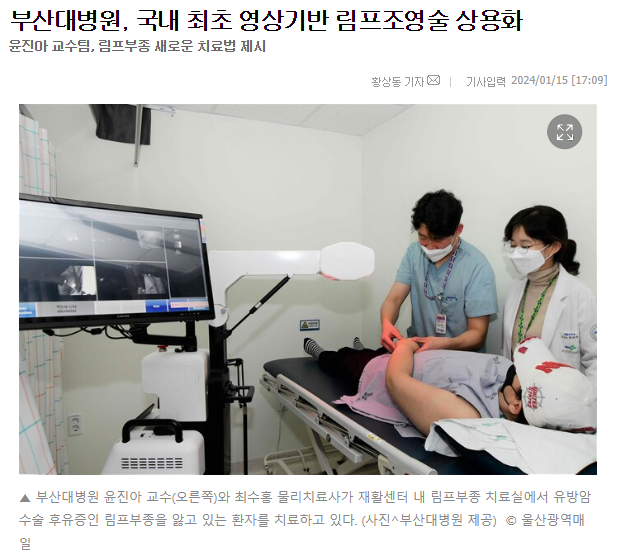 부산대병원, 국내 최초 영상기반 림프조영술 상용화
윤진아 교수팀, 림프부종 새로운 치료법 제시
황상동 기자 | 기사입력 2024/01/15 [17:09]
▲ 부산대병원 윤진아 교수(오른쪽)와 최수홍 물리치료사가 재활센터 내 림프부종 치료실에서 유방암
수술 후유증인 림프부종을 앓고 있는 환자를 치료하고 있다. (사진^부산대병원 제공) © 울산광역매
일